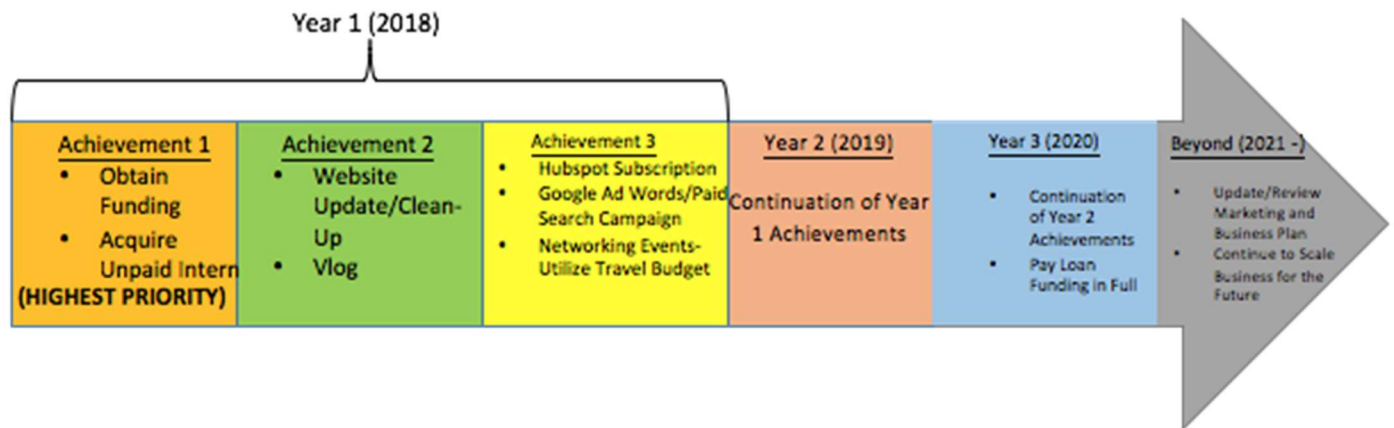 Year 1 (2018)
Achievement 1
• Obtain
Funding
• Acquire
Unpaid Intern
(HIGHEST PRIORITY)
Achievement 2
• Website
Update/Clean-
Up
• Vlog
Achievement 3
• Hubspot Subscription
• Google Ad Words/Paid
Search Campaign
• Networking Events-
Utilize Travel Budget
Year 2 (2019)
Continuation of Year
1 Achievements
Year 3 (2020)
• Continuation
of Year 2
Achievements
• Pay Loan
Funding in Full
Beyond (2021 -)
• Update/Review
Marketing and
Business Plan
• Continue to Scale
Business for the
Future